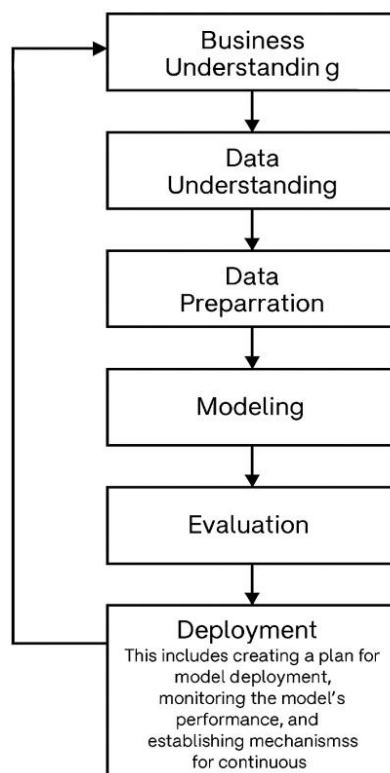 Business
Understandin g
Data
Understanding
Data
Preparration
Modeling
Evaluation
Deployment
This includes creating a plan for
model deployment,
monitoring the model's
performance, and
establishing mechanismss
for continuous